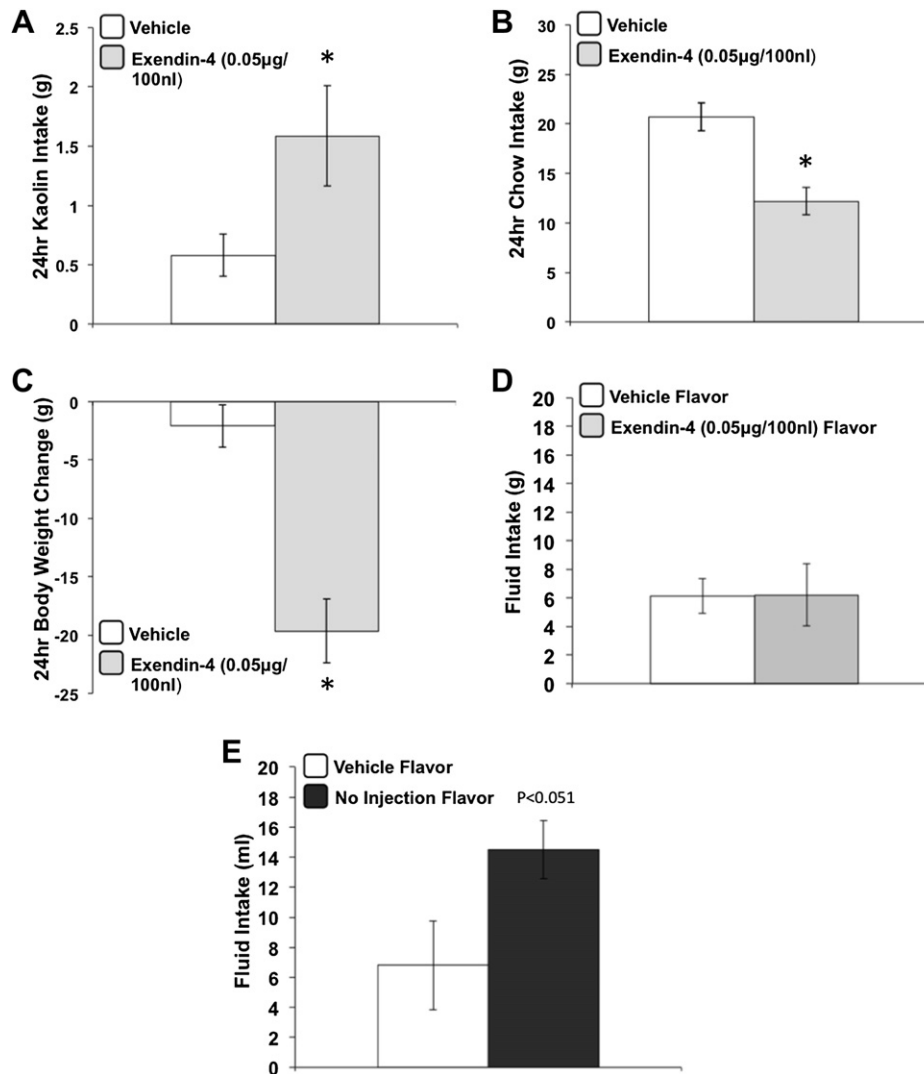 A
Vehicle
Exendin-4 (0.05µg/
100nl)
*
24hr Kaolin Intake (g)
2.5
2
1.5
1
0.5
0
B
Vehicle
Exendin-4 (0.05µg/100nl)
*
24hr Chow Intake (g)
30
25
20
15
10
5
0
C
0
-5
-10
-15
-20
-25
24hr Body Weight Change (g)
Vehicle
Exendin-4 (0.05µg/
100nl)
*
D
Vehicle Flavor
Exendin-4 (0.05µg/100nl) Flavor
Fluid Intake (g)
20
18
16
14
12
10
8
6
4
2
0
E
Vehicle Flavor
No Injection Flavor
P<0.051
Fluid Intake (ml)
20
18
16
14
12
10
8
6
4
2
0